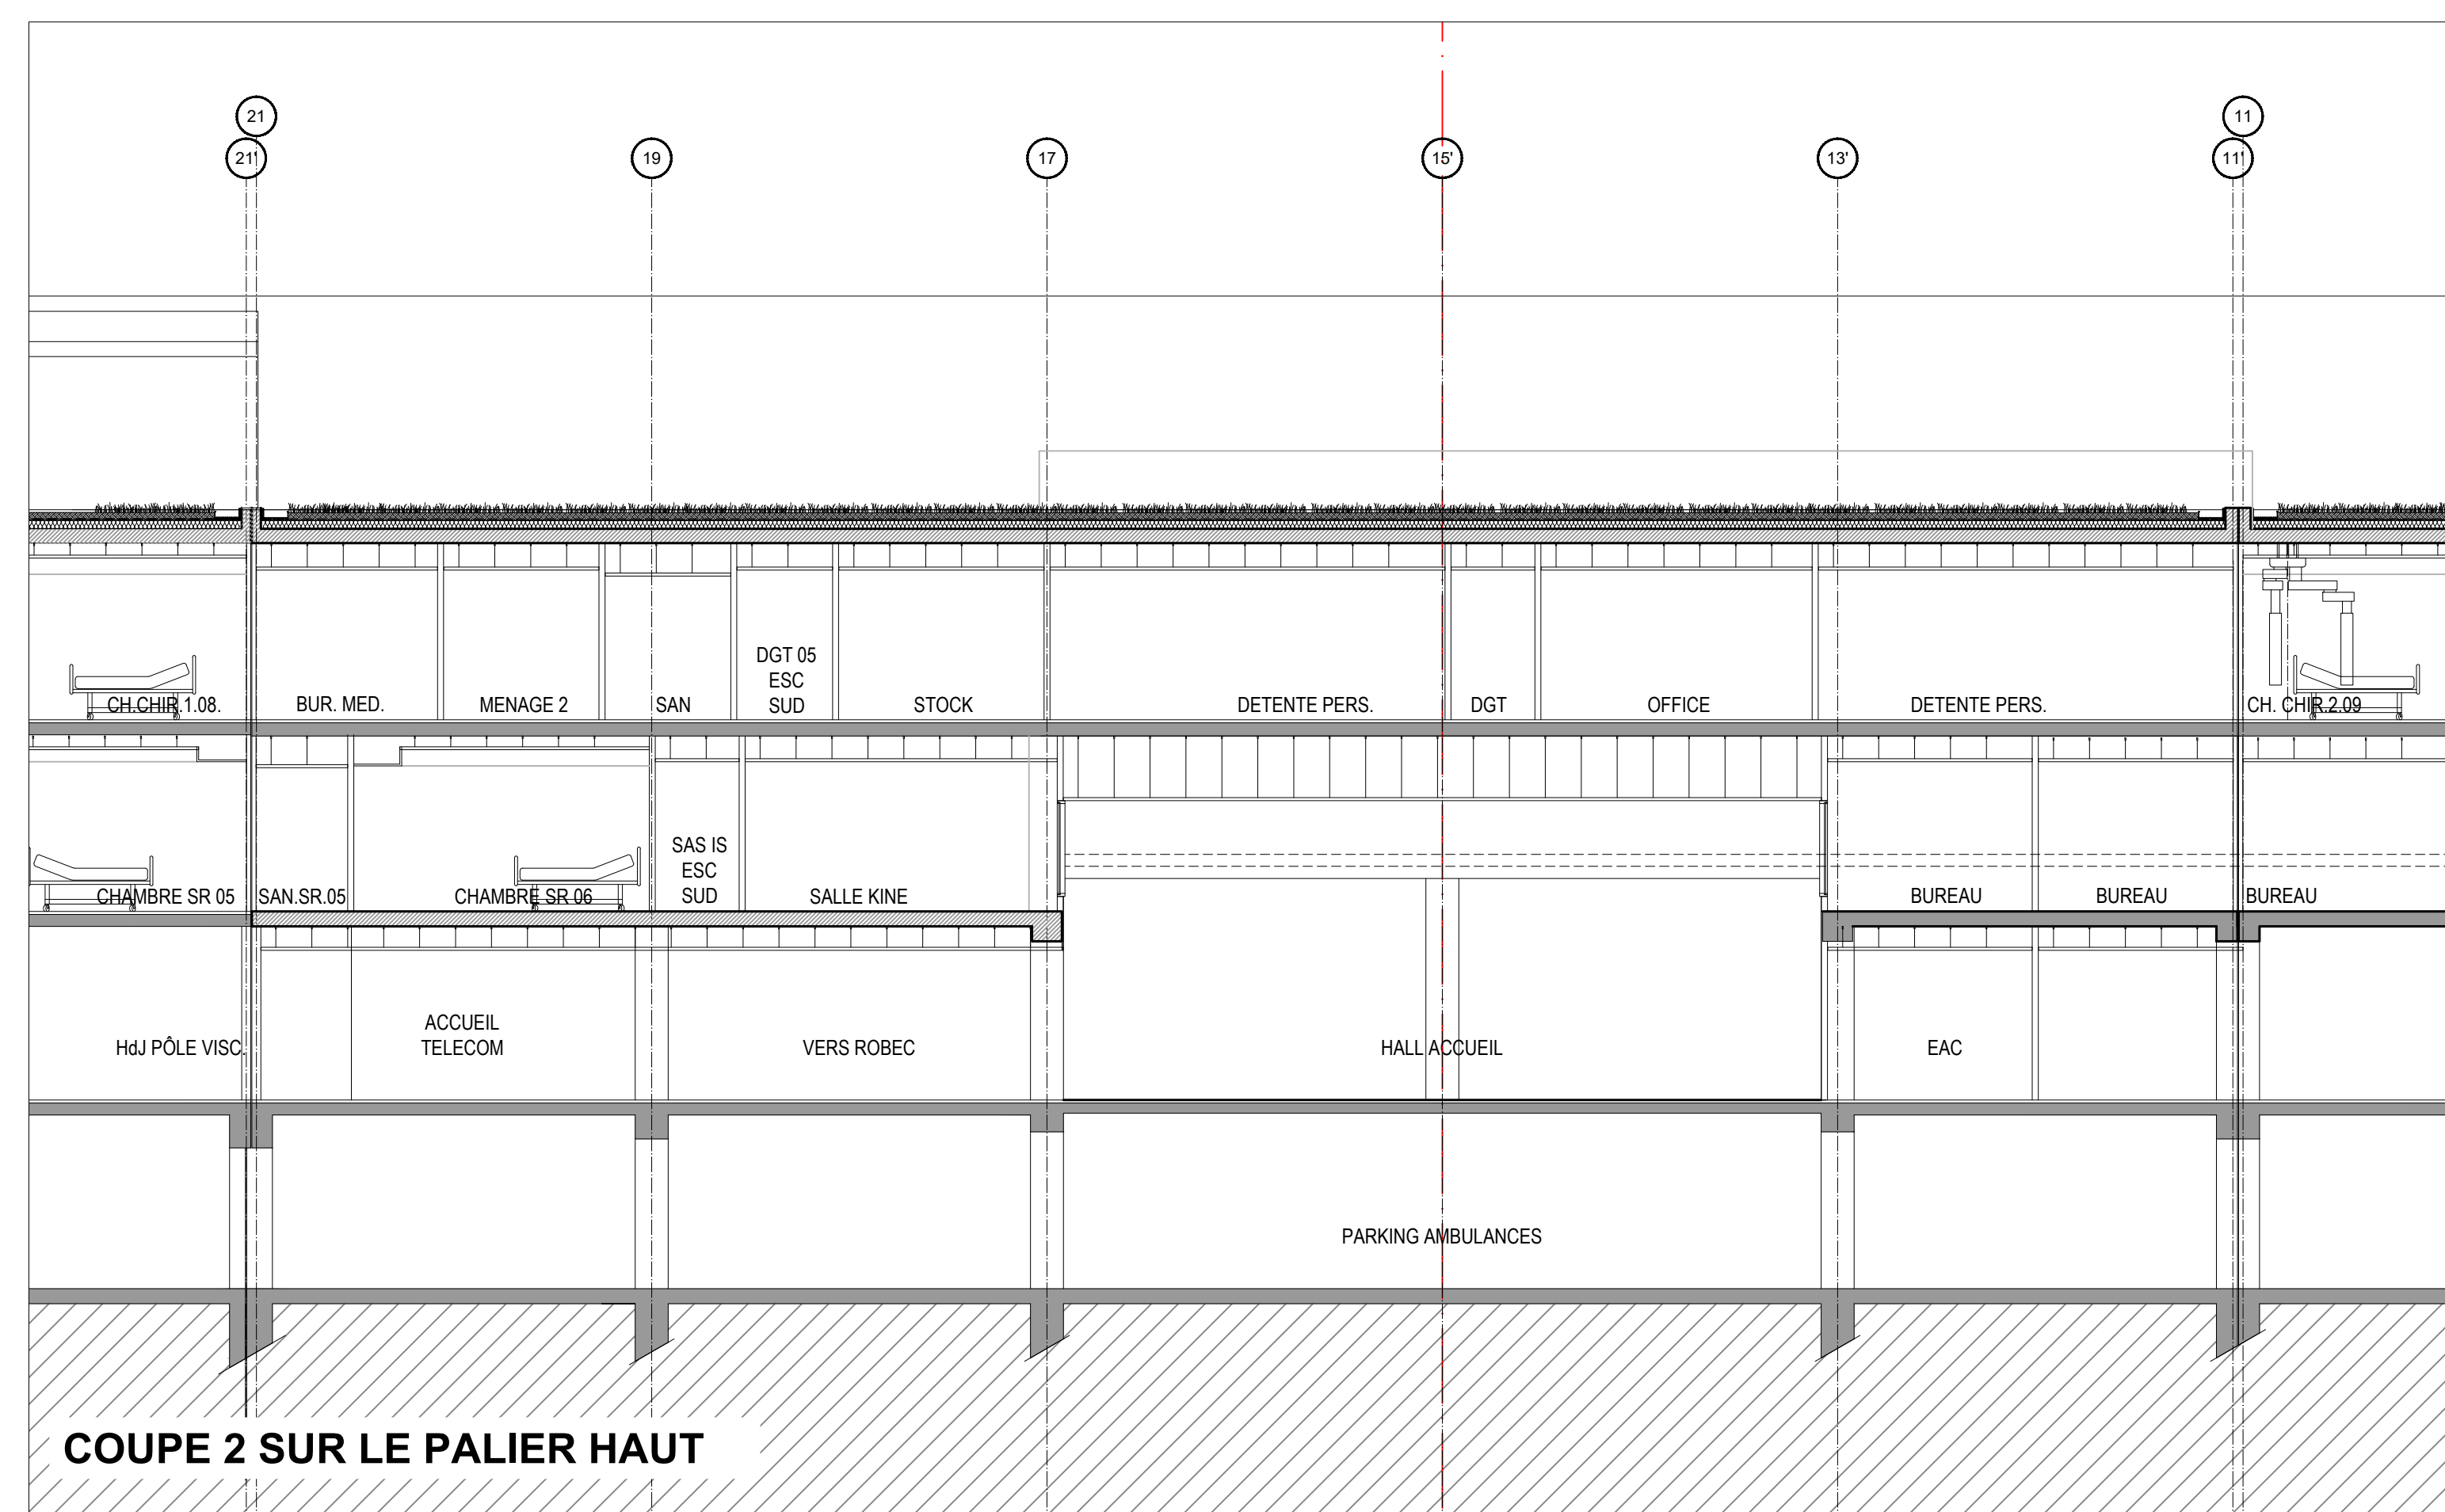 21
11
21'
19
17
15'
13'
11'
DGT 05
ESC
SUD
CH.CHIR.1.08.
BUR. MED.
MENAGE 2
SAN
STOCK
DETENTE PERS.
DGT
OFFICE
DETENTE PERS.
CH. CHIR.2.09
SAS IS
ESC
SUD
CHAMBRE SR 05
SAN.SR.05
CHAMBRE SR 06
SALLE KINE
BUREAU
BUREAU
BUREAU
HdJ PÔLE VISC.
ACCUEIL
TELECOM
VERS ROBEC
HALL ACCUEIL
EAC
PARKING AMBULANCES
COUPE 2 SUR LE PALIER HAUT